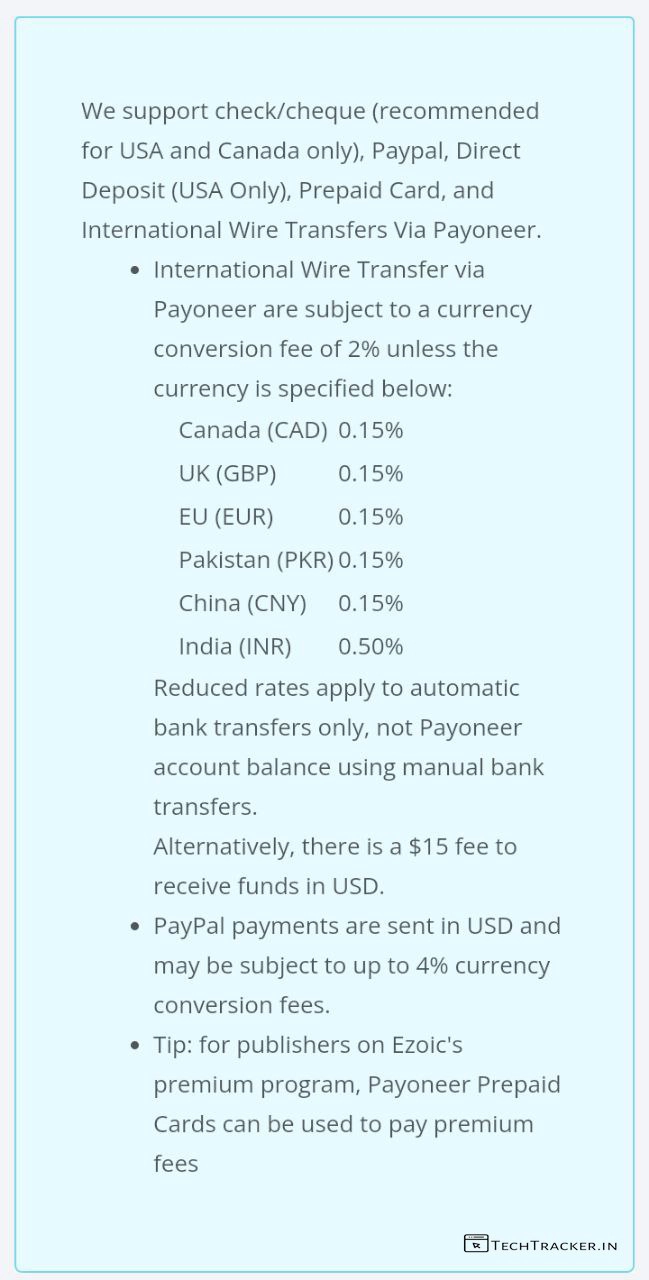 We support check/cheque (recommended
for USA and Canada only), Paypal, Direct
Deposit (USA Only), Prepaid Card, and
International Wire Transfers Via Payoneer.
• International Wire Transfer via
Payoneer are subject to a currency
conversion fee of 2% unless the
currency is specified below:
Canada (CAD) 0.15%
UK (GBP) 0.15%
EU (EUR) 0.15%
Pakistan (PKR) 0.15%
China (CNY) 0.15%
India (INR) 0.50%
Reduced rates apply to automatic
bank transfers only, not Payoneer
account balance using manual bank
transfers.
Alternatively, there is a $15 fee to
receive funds in USD.
• PayPal payments are sent in USD and
may be subject to up to 4% currency
conversion fees.
• Tip: for publishers on Ezoic's
premium program, Payoneer Prepaid
Cards can be used to pay premium
fees
TECHTRACKER.IN